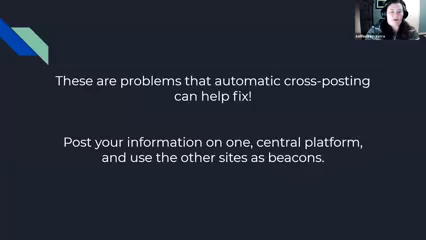 These are problems that automatic cross-posting
can help fix!
Post your information on one, central platform,
and use the other sites as beacons.